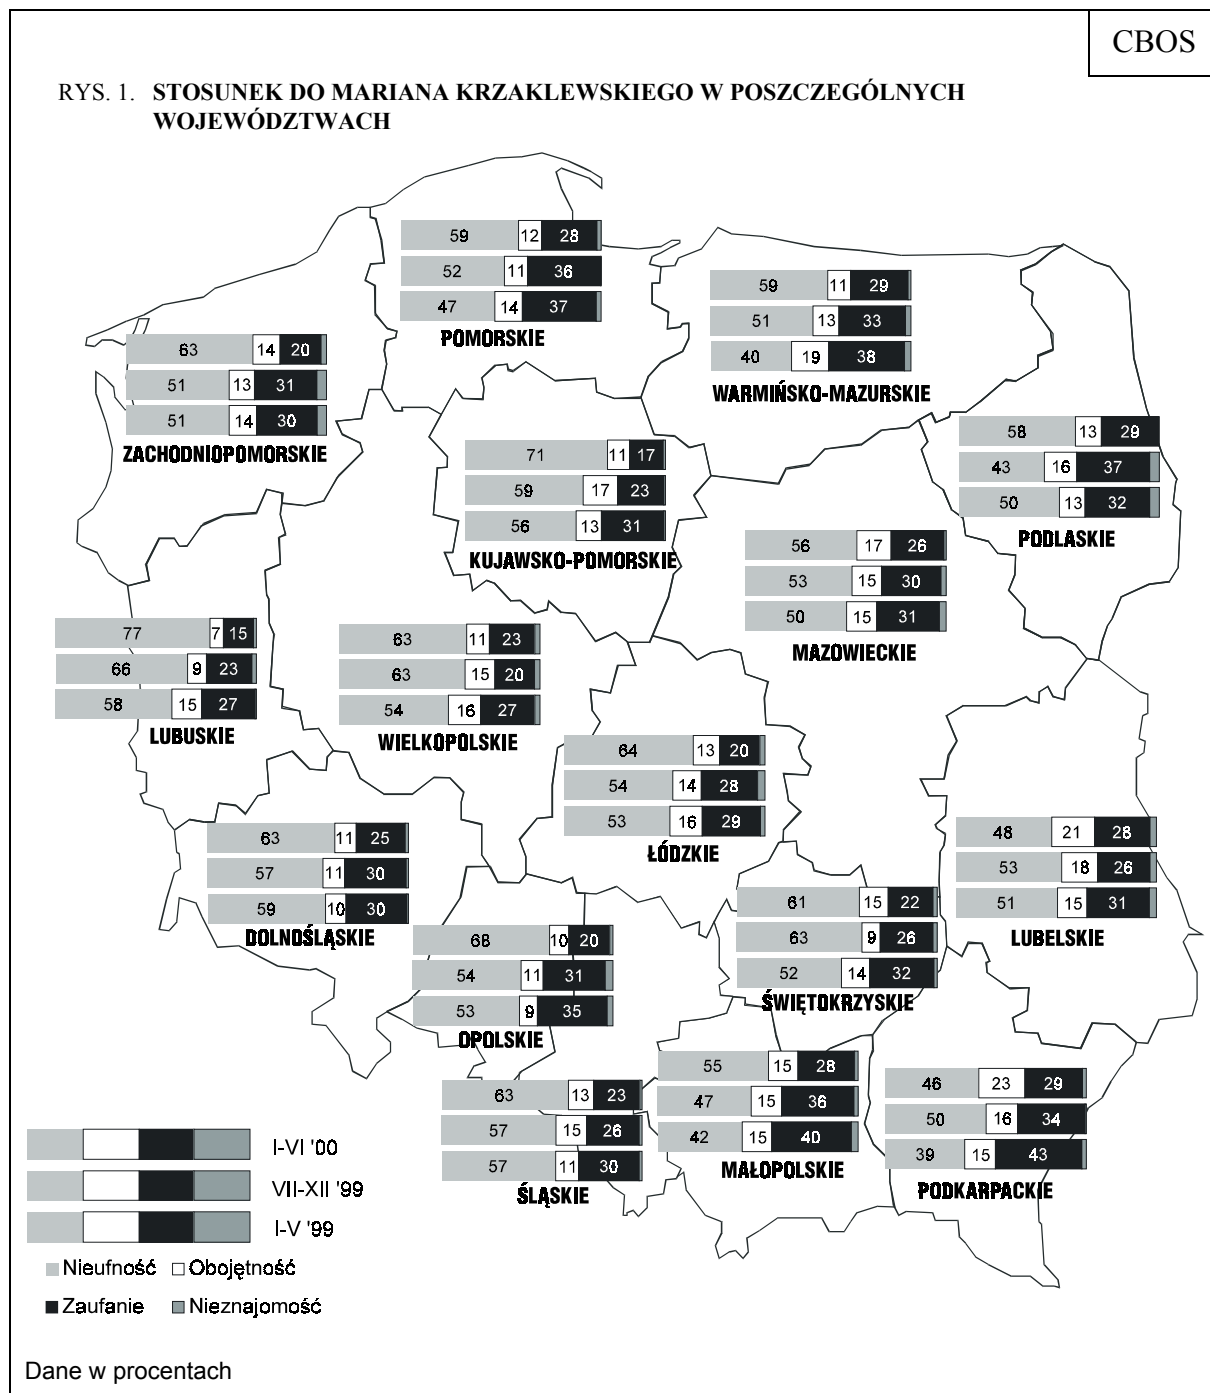 CBOS
RYS. 1. STOSUNEK DO MARIANA KRZAKLEWSKIEGO W POSZCZEGÓLNYCH
WOJEWÓDZTWACH
59 12 28
52 11 36
47 14 37
POMORSKIE
59 11 29
51 13 33
40 19 38
WARMIŃSKO-MAZURSKIE
63 14 20
51 13 31
51 14 30
ZACHODNIOPOMORSKIE
58 13 29
43 16 37
50 13 32
PODLASKIE
71 11 17
59 17 23
56 13 31
KUJAWSKO-POMORSKIE
56 17 26
53 15 30
50 15 31
MAZOWIECKIE
77 7 15
66 9 23
58 15 27
LUBUSKIE
63 11 23
63 15 20
54 16 27
WIELKOPOLSKIE
64 13 20
54 14 28
53 16 29
ŁÓDZKIE
63 11 25
57 11 30
59 10 30
DOLNOŚLĄSKIE
48 21 28
53 18 26
51 15 31
LUBELSKIE
61 15 22
63 9 26
52 14 32
ŚWIĘTOKRZYSKIE
68 10 20
54 11 31
53 9 35
OPOLSKIE
55 15 28
47 15 36
42 15 40
MAŁOPOLSKIE
46 23 29
50 16 34
39 15 43
PODKARPACKIE
63 13 23
57 15 26
57 11 30
ŚLĄSKIE
I-VI '00
VII-XII '99
I-V '99
Nieufność Obojętność
Zaufanie Nieznajomość
Dane w procentach